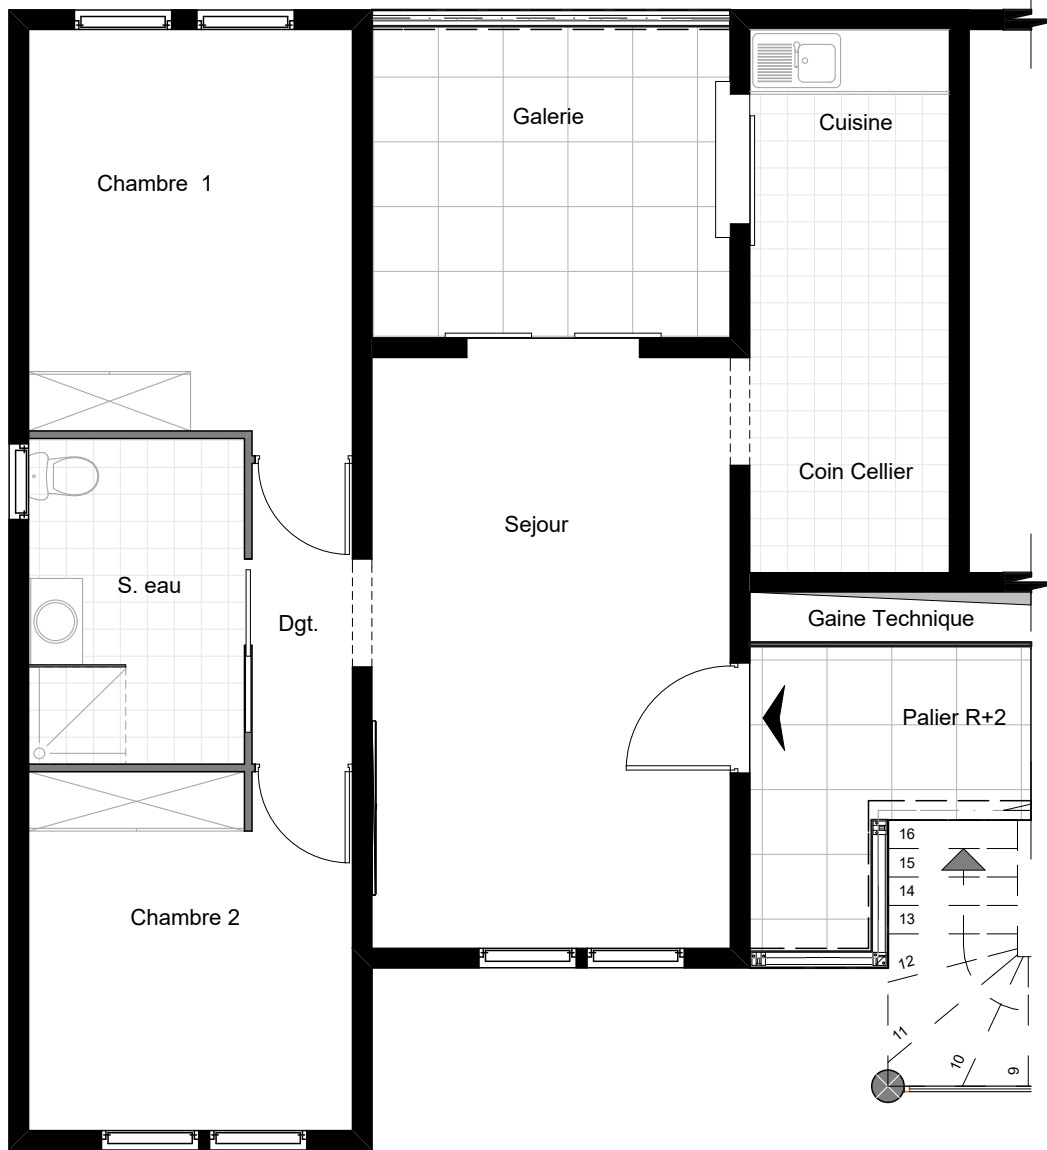 Galerie
Cuisine
Chambre 1
Coin Cellier
Sejour
S. eau
Dgt.
Gaine Technique
Palier R+2
16
15
14
13
12
11
10
9
Chambre 2